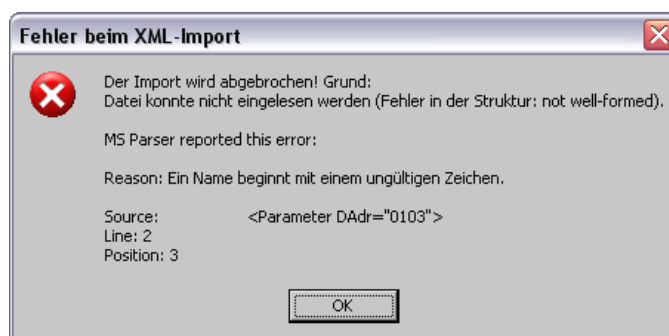 Fehler beim XML-Import
Der Import wird abgebrochen! Grund:
Datei konnte nicht eingelesen werden (Fehler in der Struktur: not well-formed).
MS Parser reported this error:
Reason: Ein Name beginnt mit einem ungültigen Zeichen.
Source: <Parameter DAdr="0103">
Line: 2
Position: 3
OK